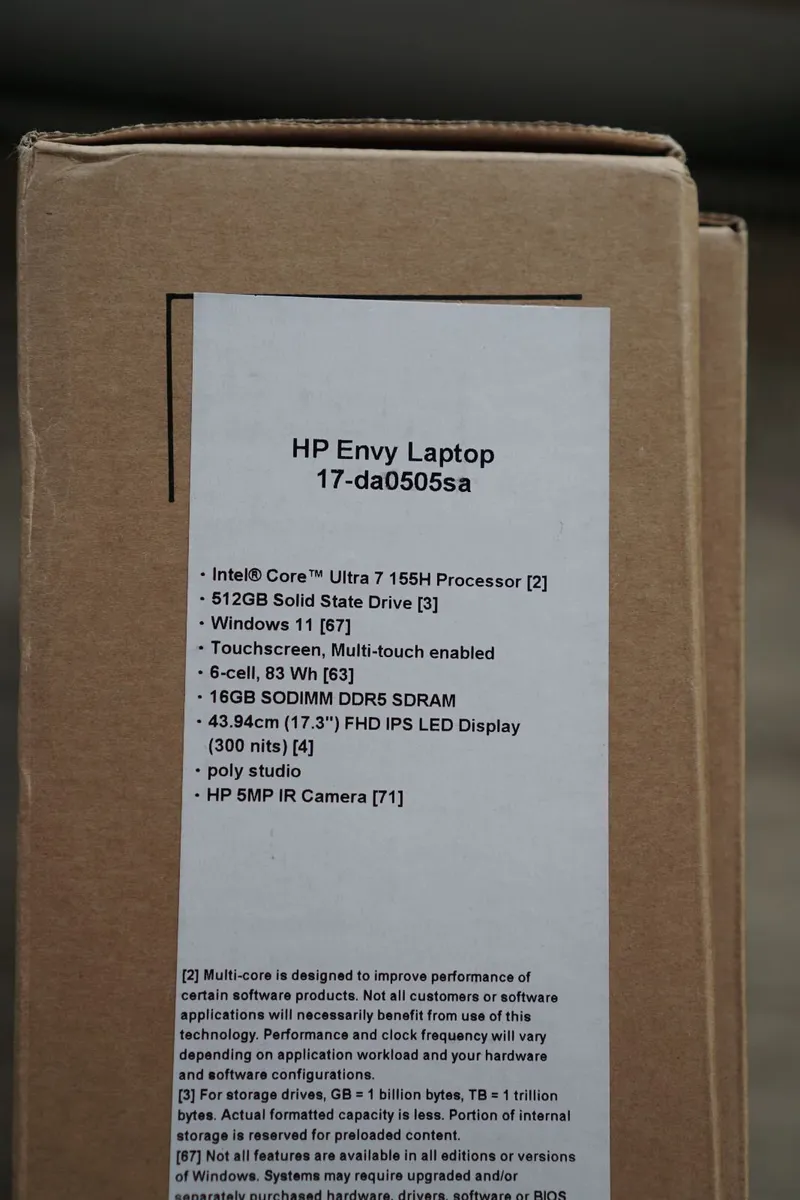 HP Envy Laptop
17-da0505sa
· Intel® Core™ Ultra 7 155H Processor [2]
· 512GB Solid State Drive [3]
· Windows 11 [67]
· Touchscreen, Multi-touch enabled
· 6-cell, 83 Wh [63]
· 16GB SODIMM DDR5 SDRAM
· 43.94cm (17.3") FHD IPS LED Display
(300 nits) [4]
· poly studio
· HP 5MP IR Camera [71]
[2] Multi-core is designed to improve performance of
certain software products. Not all customers or software
applications will necessarily benefit from use of this
technology. Performance and clock frequency will vary
depending on application workload and your hardware
and software configurations.
[3] For storage drives, GB = 1 billion bytes, TB = 1 trillion
bytes. Actual formatted capacity is less. Portion of internal
storage is reserved for preloaded content.
[67] Not all features are available in all editions or versions
of Windows. Systems may require upgraded and/or
separately purchased hardware, drivers, software or BIOS